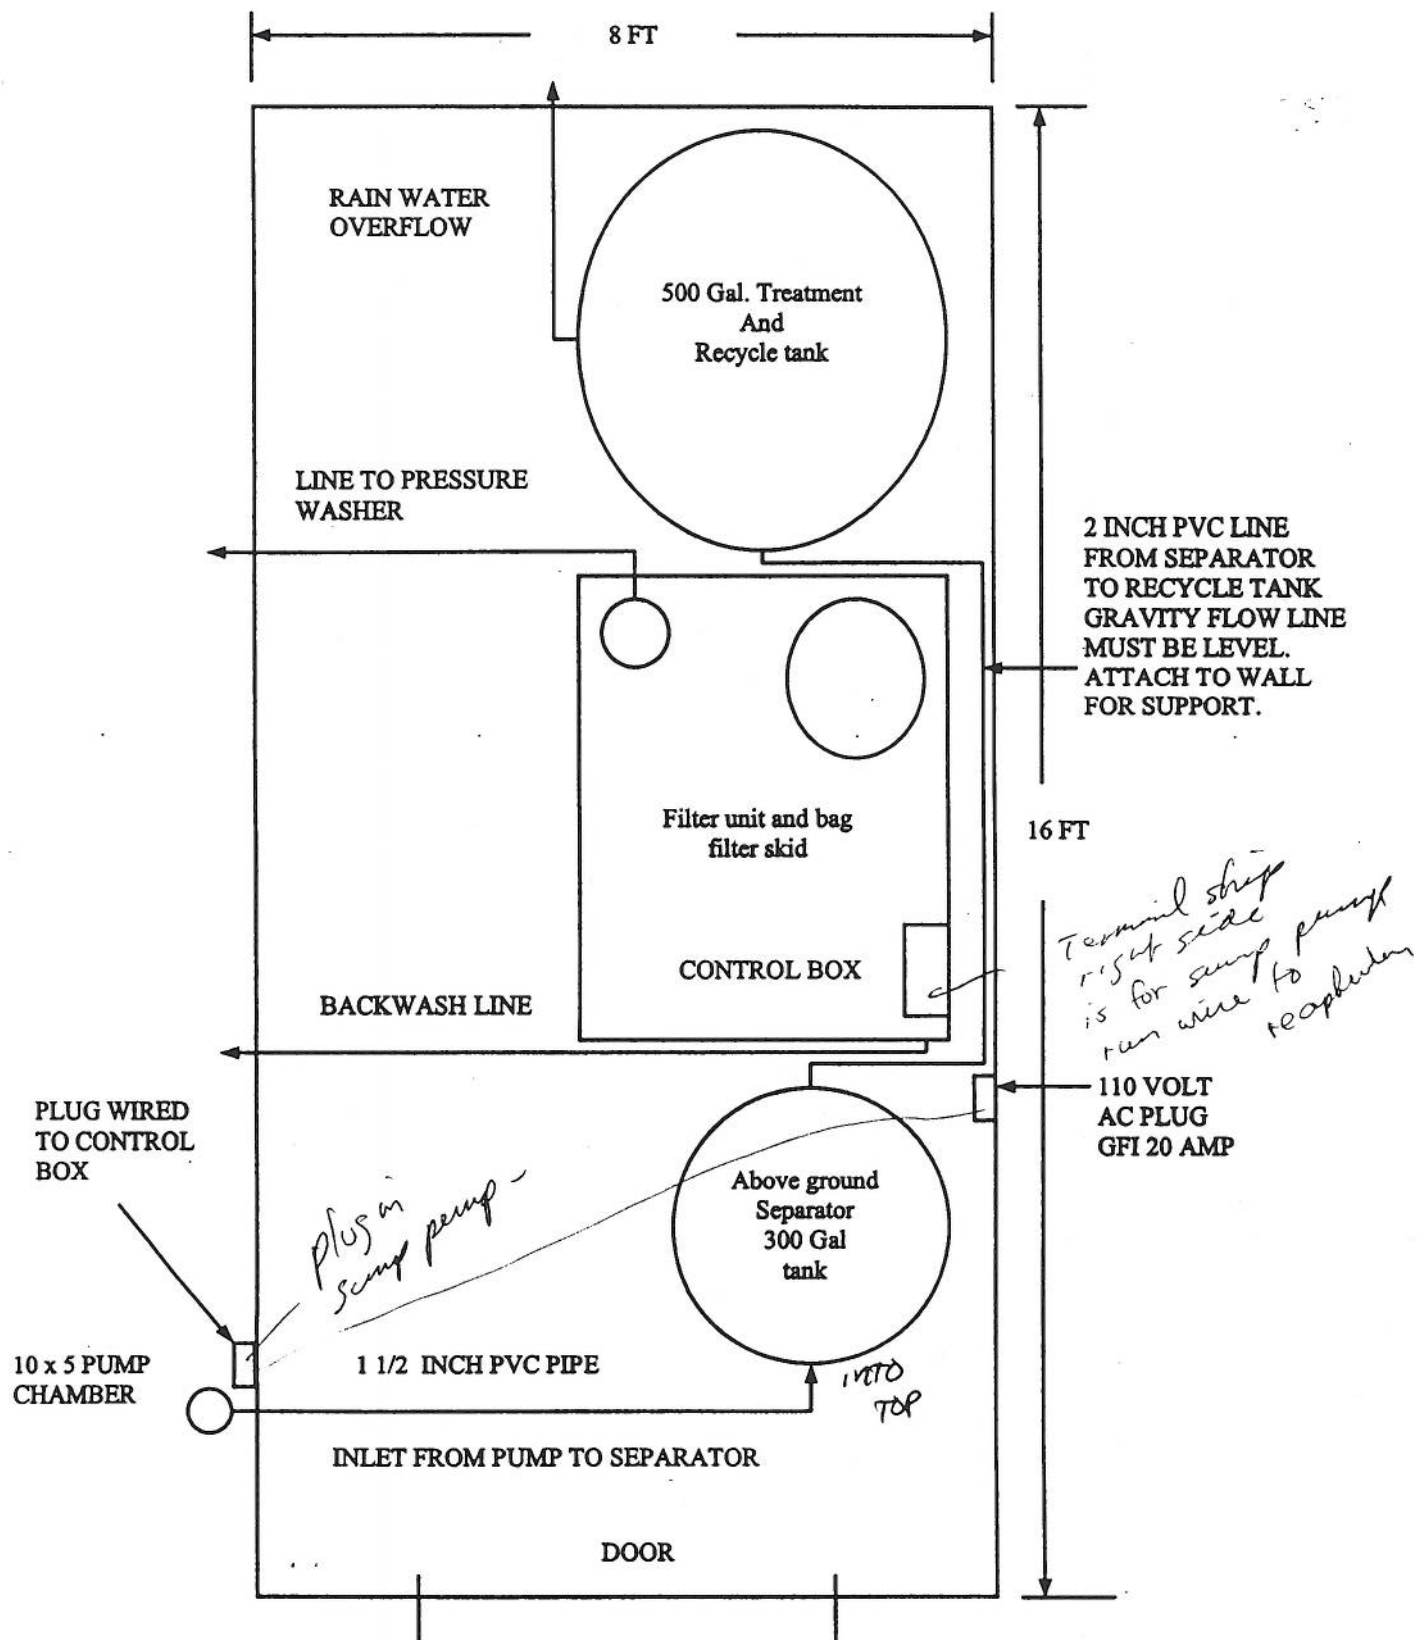 8 FT
RAIN WATER
OVERFLOW
500 Gal. Treatment
And
Recycle tank
LINE TO PRESSURE
WASHER
2 INCH PVC LINE
FROM SEPARATOR
TO RECYCLE TANK
GRAVITY FLOW LINE
MUST BE LEVEL.
ATTACH TO WALL
FOR SUPPORT.
Filter unit and bag
filter skid
16 FT
Terminal strip
right side
is for sump pump
run wire to
CONTROL BOX
BACKWASH LINE
PLUG WIRED
TO CONTROL
BOX
110 VOLT
AC PLUG
GFI 20 AMP
plug in
sump pump -
Above ground
Separator
300 Gal
tank
10 x 5 PUMP
CHAMBER
1 1/2 INCH PVC PIPE
INTO
TOP
INLET FROM PUMP TO SEPARATOR
DOOR